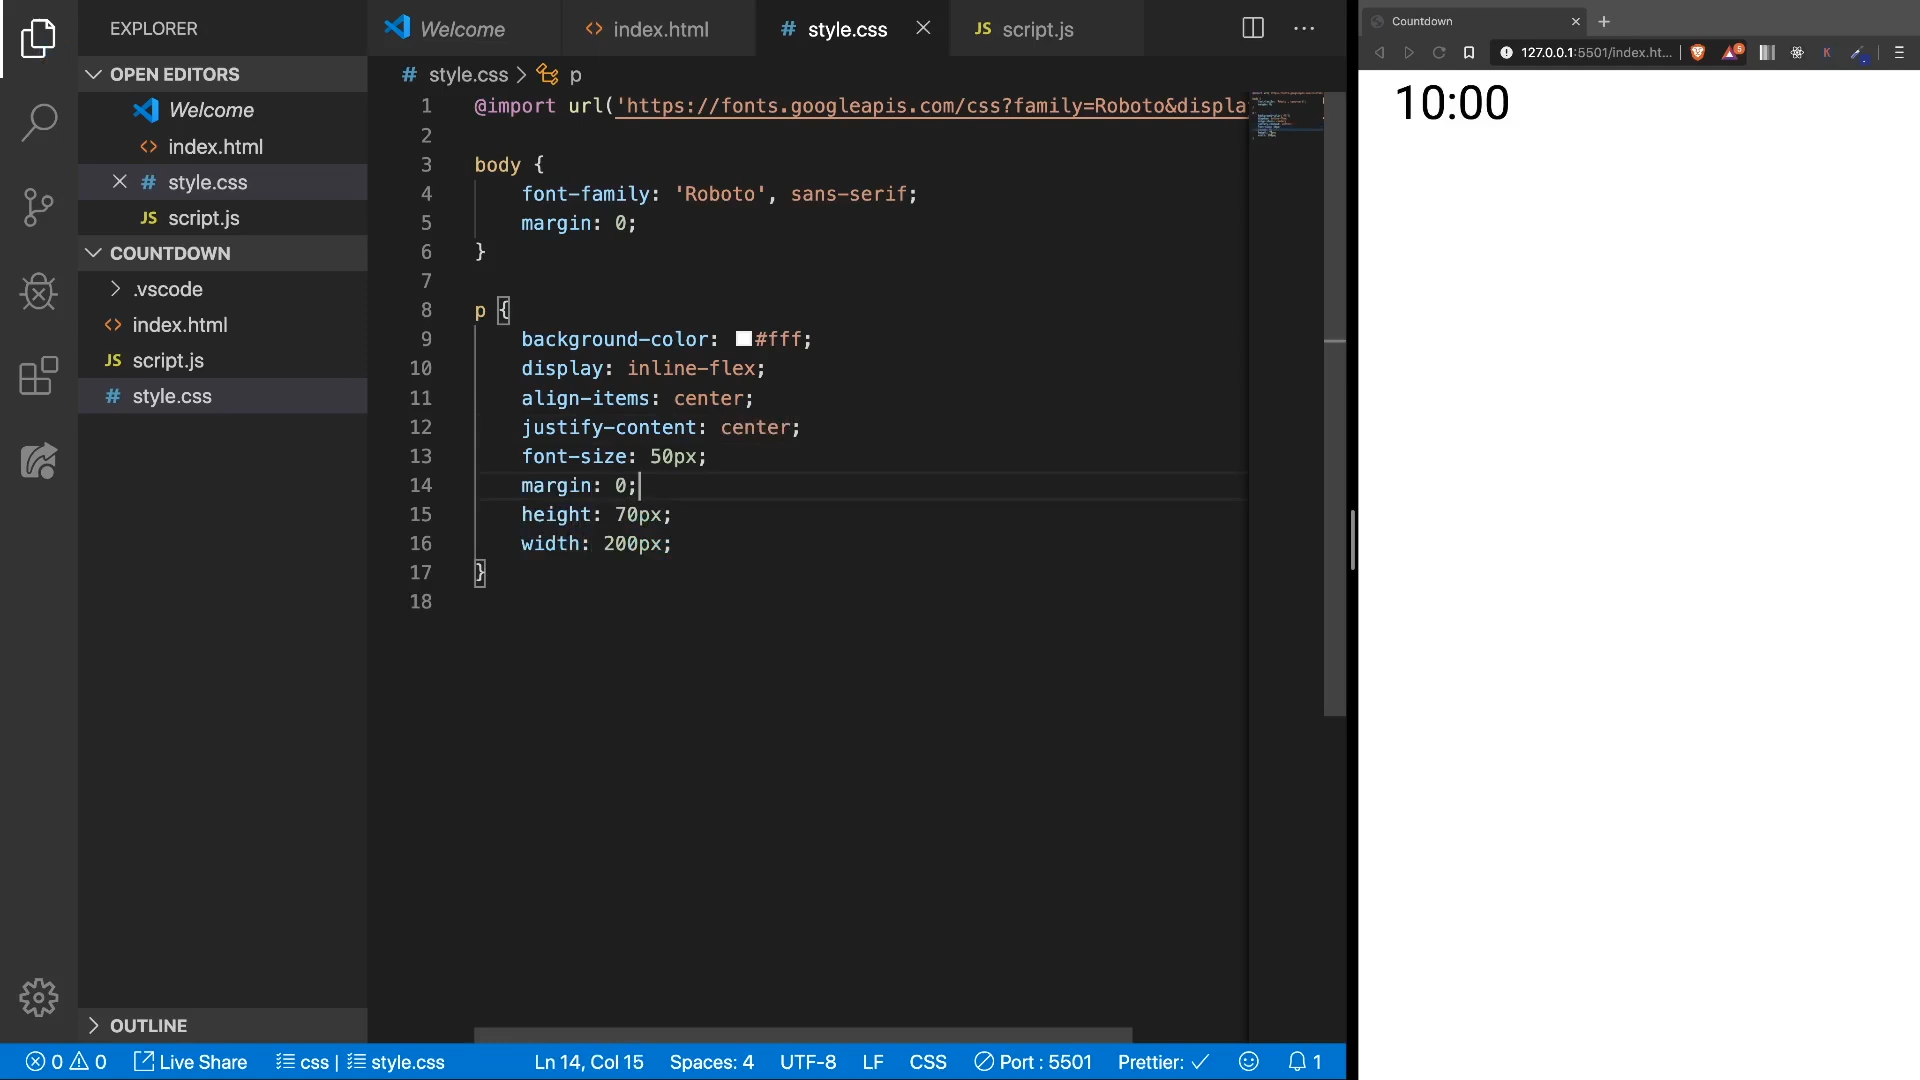 EXPLORER
OPEN EDITORS
Welcome
index.html
style.css
JS script.js
COUNTDOWN
.vscode
index.html
JS script.js
# style.css
OUTLINE
Welcome
index.html
# style.css
JS script.js
# style.css > p
1 @import url('https://fonts.googleapis.com/css?family=Roboto&displa
2
3 body {
4 font-family: 'Roboto', sans-serif;
5 margin: 0;
6 }
7
8 p {
9 background-color: #fff;
10 display: inline-flex;
11 align-items: center;
12 justify-content: center;
13 font-size: 50px;
14 margin: 0;
15 height: 70px;
16 width: 200px;
17 }
18
0 0 Live Share css | style.css Ln 14, Col 15 Spaces: 4 UTF-8 LF CSS Port : 5501 Prettier: ✓ 1
Countdown
127.0.0.1:5501/index.ht... 5 K
10:00